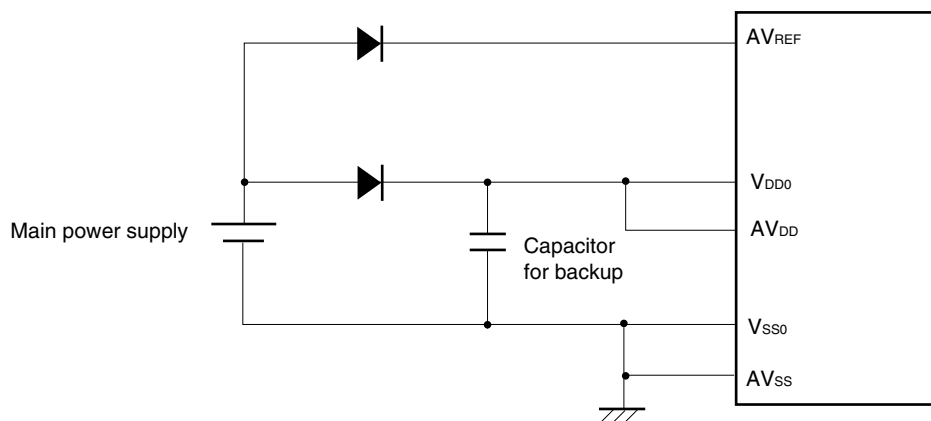 AVREF
VDD0
AVDD
Main power supply
Capacitor
for backup
VSS0
AVSS